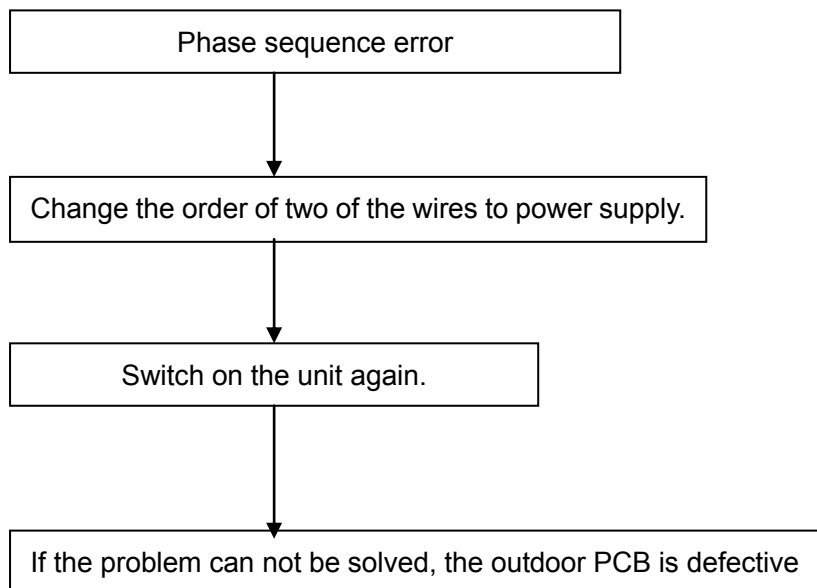 Phase sequence error
Change the order of two of the wires to power supply.
Switch on the unit again.
If the problem can not be solved, the outdoor PCB is defective